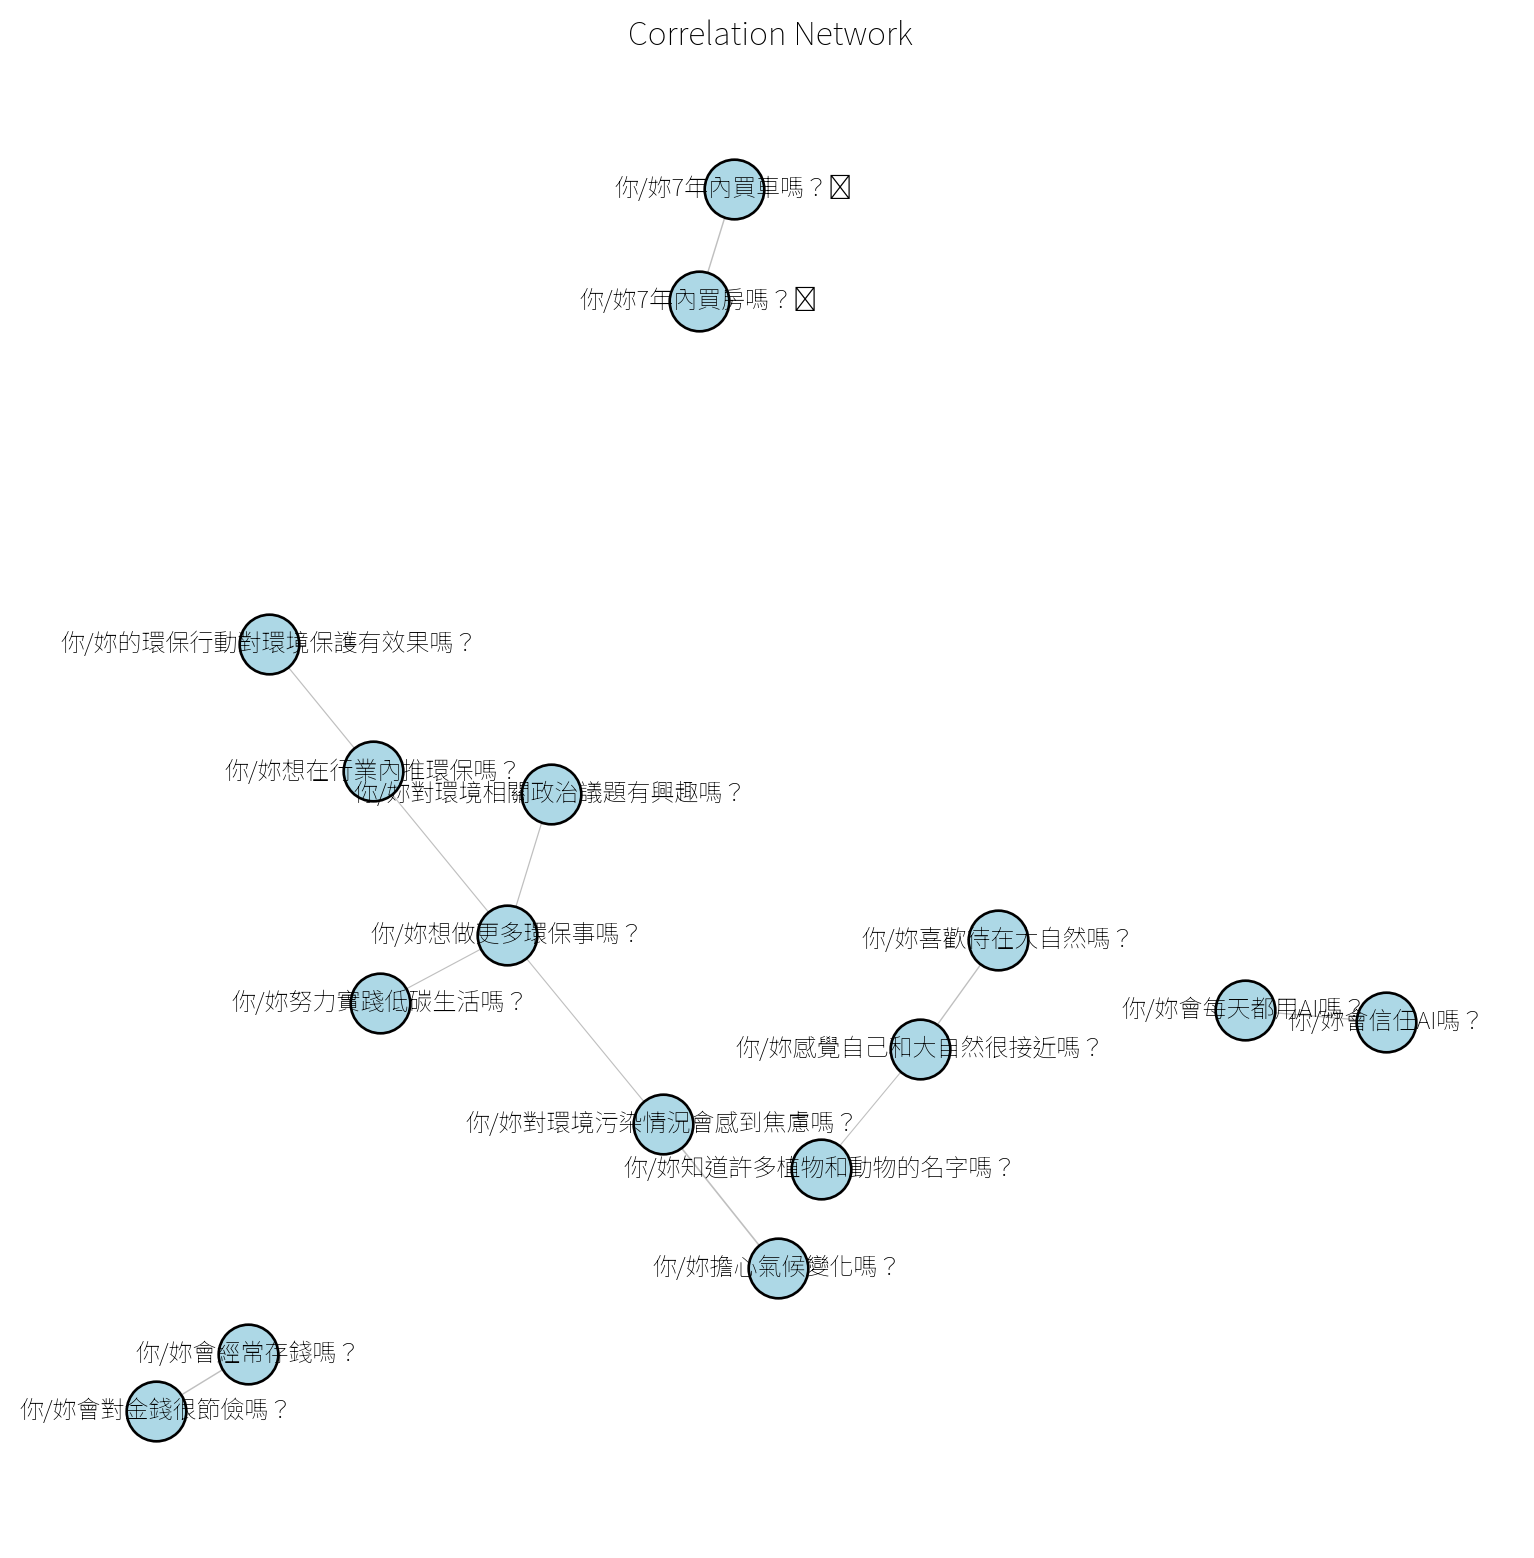 Correlation Network
你/妳7年內買車嗎？
你/妳7年內買房嗎？
你/妳的環保行動對環境保護有效果嗎？
你/妳想在行業內推環保嗎？
你/妳對環境相關政治議題有興趣嗎？
你/妳想做更多環保事嗎？
你/妳喜歡待在大自然嗎？
你/妳努力實踐低碳生活嗎？
你/妳會每天都用AI嗎？
你/妳會信任AI嗎？
你/妳感覺自己和大自然很接近嗎？
你/妳對環境污染情況會感到焦慮嗎？
你/妳知道許多植物和動物的名字嗎？
你/妳擔心氣候變化嗎？
你/妳會經常存錢嗎？
你/妳會對金錢很節儉嗎？